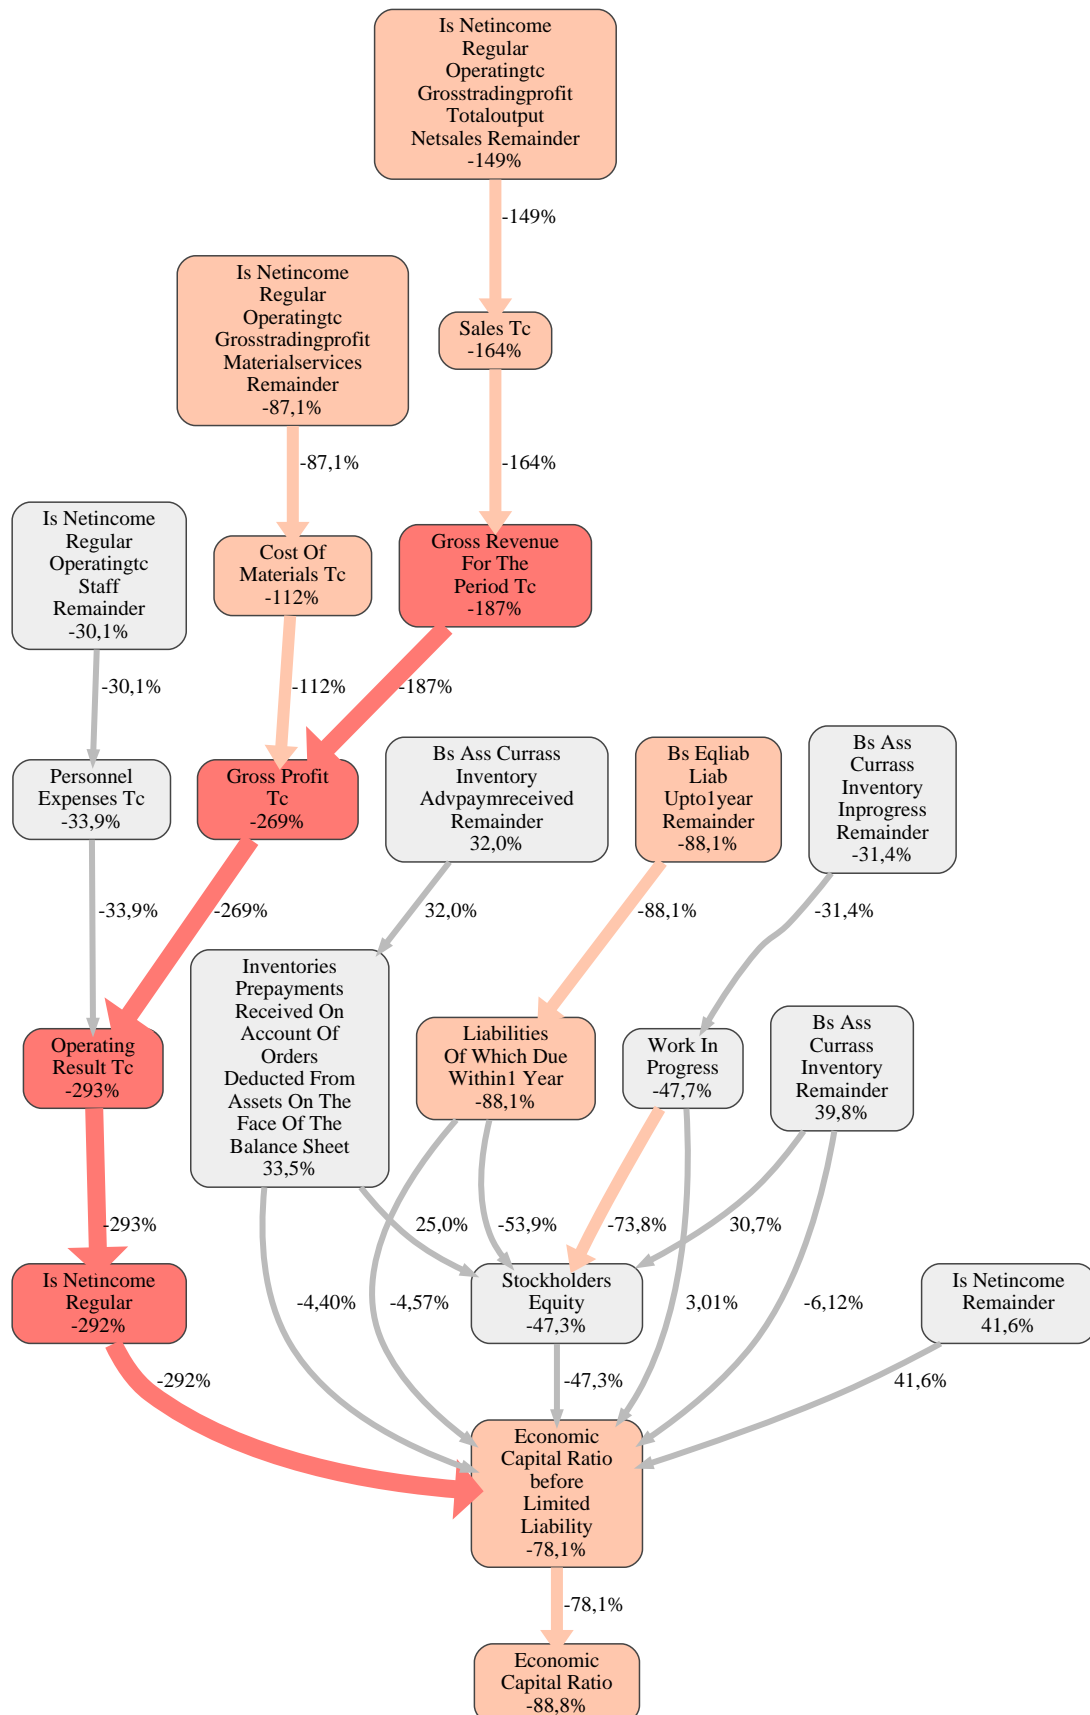 Is Netincome
Regular
Operatingtc
Grosstradingprofit
Totaloutput
Netsales Remainder
-149%
-149%
Is Netincome
Regular
Operatingtc
Grosstradingprofit
Materialservices
Remainder
-87,1%
Sales Tc
-164%
-87,1%
-164%
Is Netincome
Regular
Operatingtc
Staff
Remainder
-30,1%
Cost Of
Materials Tc
-112%
Gross Revenue
For The
Period Tc
-187%
-30,1%
-112%
-187%
Personnel
Expenses Tc
-33,9%
Gross Profit
Tc
-269%
Bs Ass Currass
Inventory
Advpaymreceived
Remainder
32,0%
Bs Eqliab
Liab
Upto1year
Remainder
-88,1%
Bs Ass
Currass
Inventory
Inprogress
Remainder
-31,4%
-33,9%
-269%
32,0%
-88,1%
-31,4%
Inventories
Prepayments
Received On
Account Of
Orders
Deducted From
Assets On The
Face Of The
Balance Sheet
33,5%
Operating
Result Tc
-293%
Liabilities
Of Which Due
Within1 Year
-88,1%
Work In
Progress
-47,7%
Bs Ass
Currass
Inventory
Remainder
39,8%
-293%
25,0%
-53,9%
-73,8%
30,7%
Is Netincome
Regular
-292%
-4,40%
-4,57%
Stockholders
Equity
-47,3%
3,01%
-6,12%
Is Netincome
Remainder
41,6%
-292%
-47,3%
41,6%
Economic
Capital Ratio
before
Limited
Liability
-78,1%
-78,1%
Economic
Capital Ratio
-88,8%